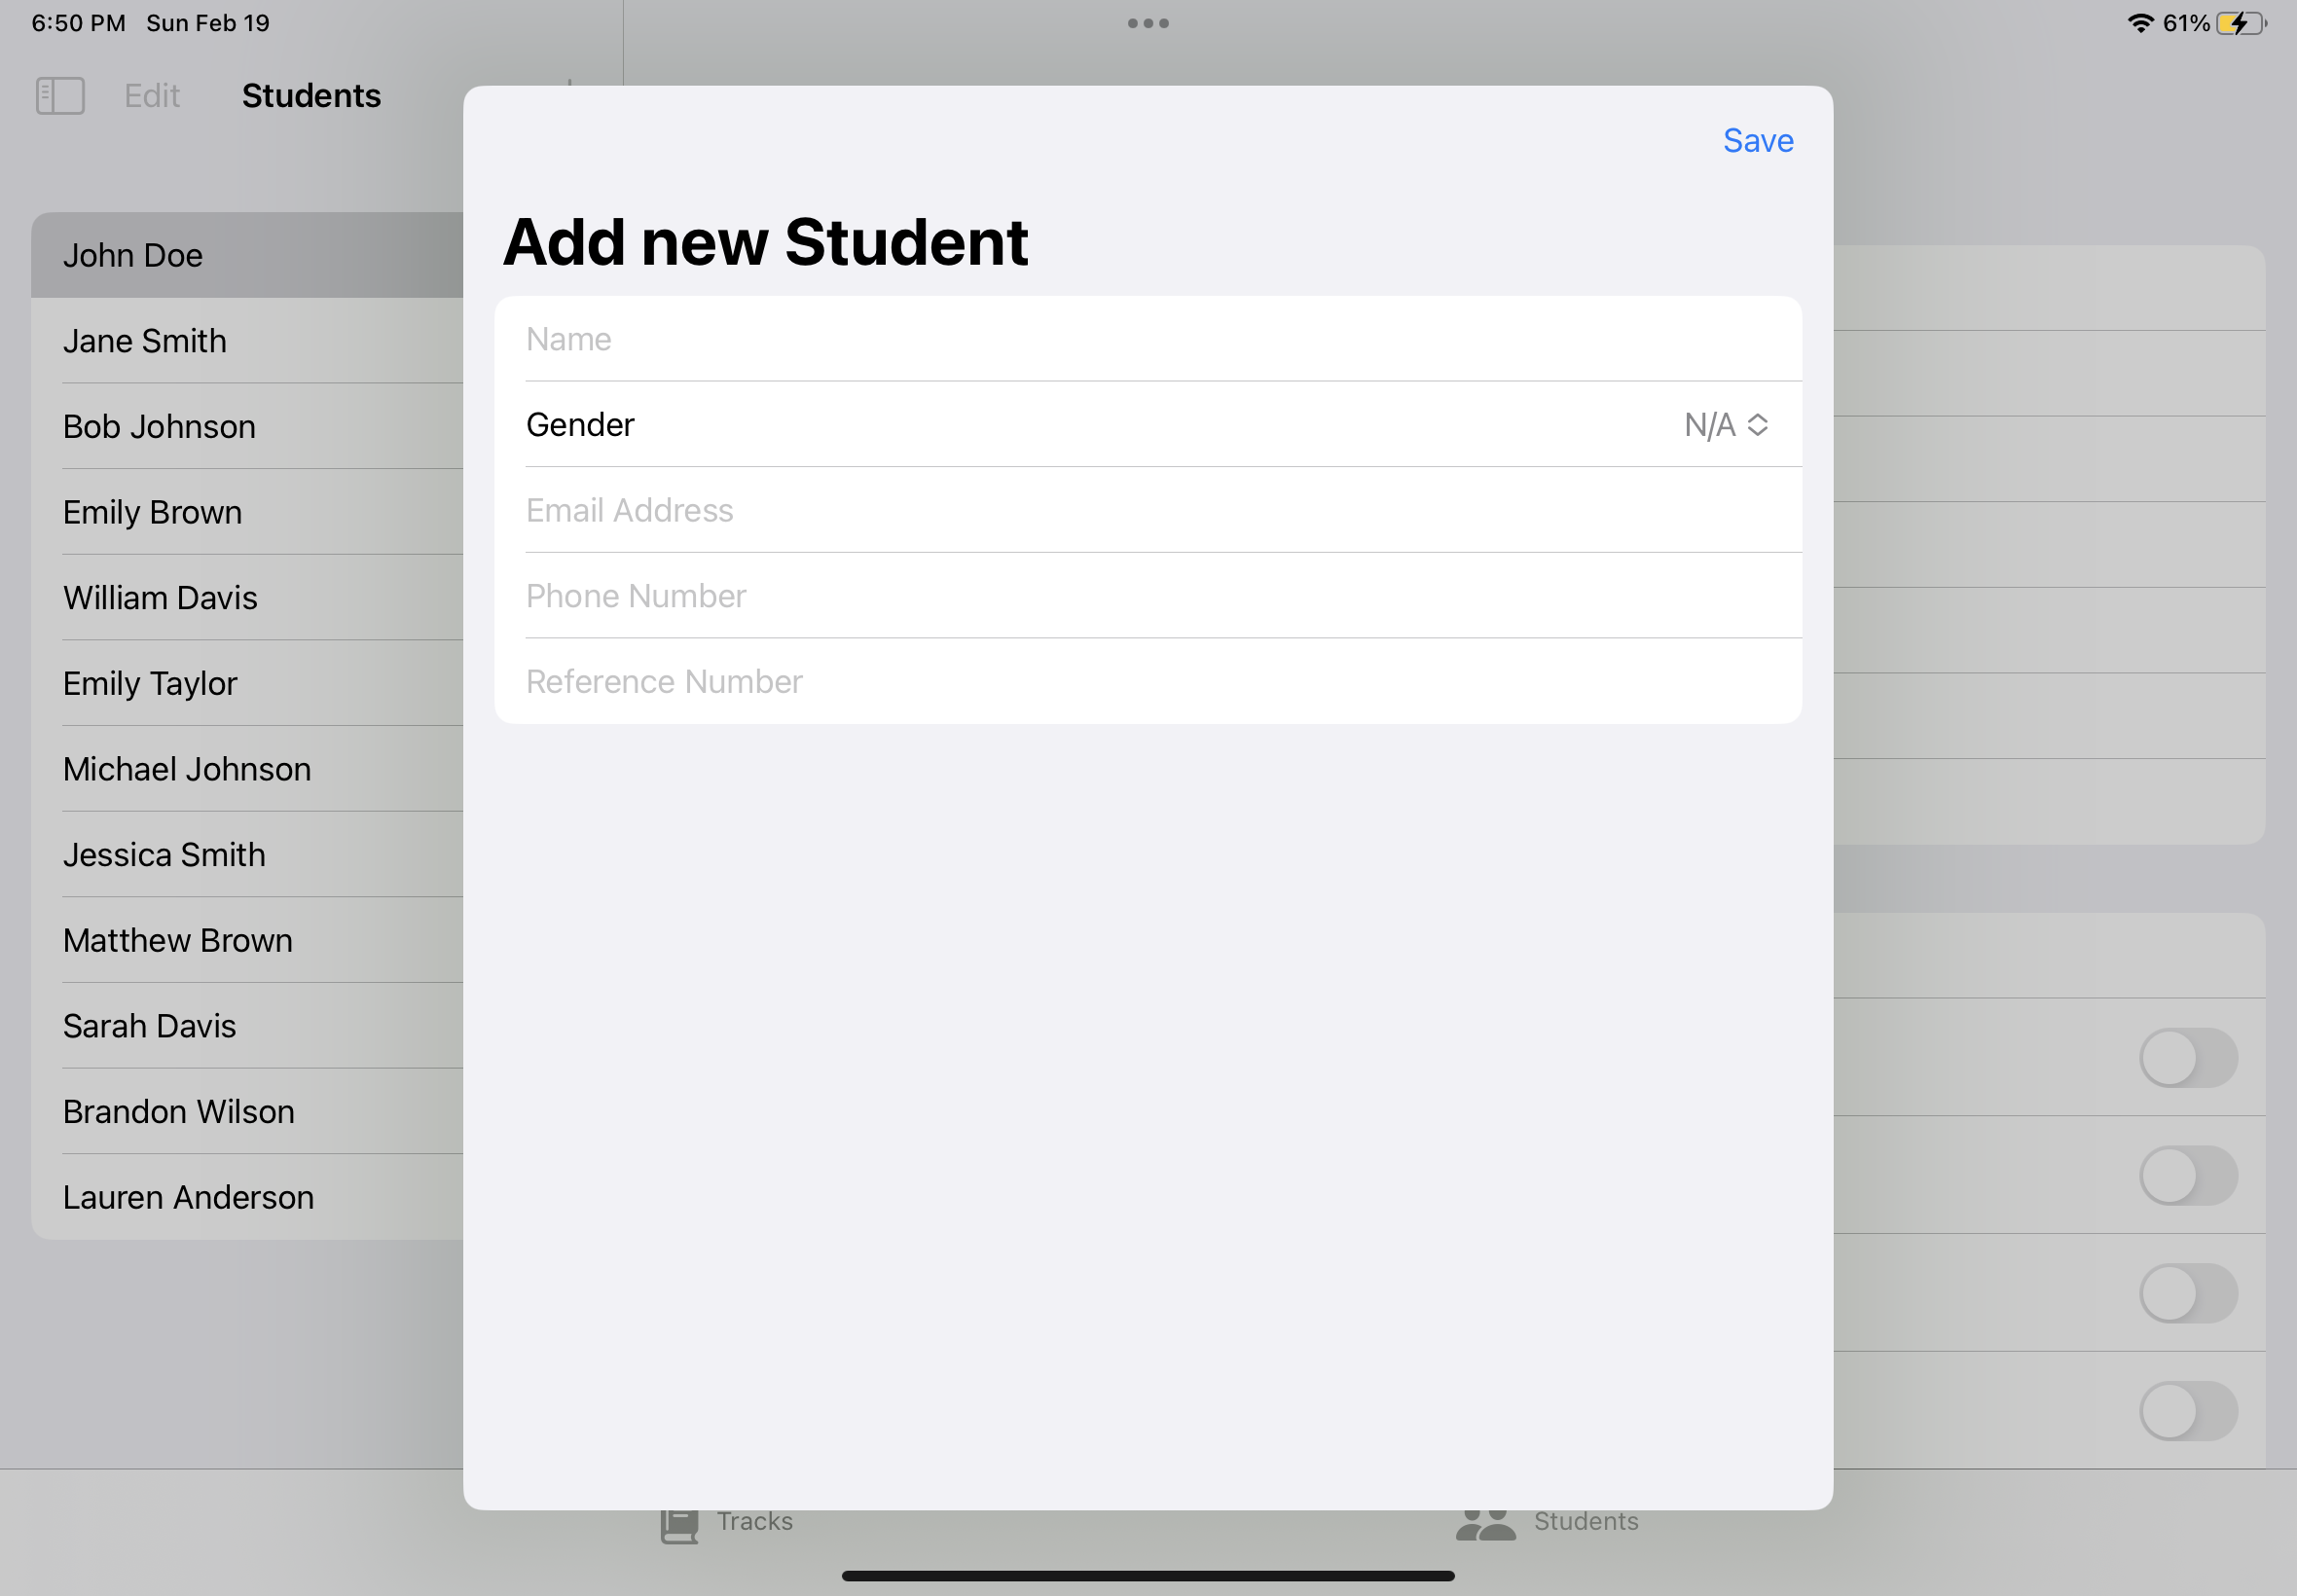 6:50 PM Sun Feb 19
61%
Edit
Students
Save
Add new Student
Name
Gender
N/A
Email Address
Phone Number
Reference Number
John Doe
Jane Smith
Bob Johnson
Emily Brown
William Davis
Emily Taylor
Michael Johnson
Jessica Smith
Matthew Brown
Sarah Davis
Brandon Wilson
Lauren Anderson
Tracks
Students